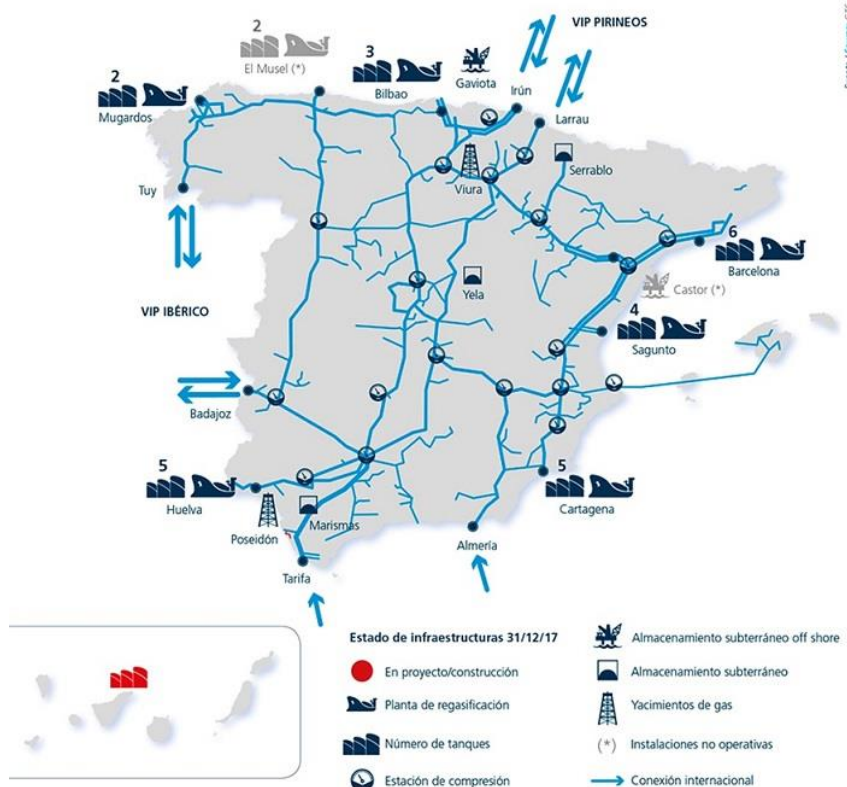 VIP PIRINEOS
2
El Musel (*)
3
Bilbao
Gaviota
Irún
Larrau
2
Mugardos
Viura
Serrablo
Tuy
6
Barcelona
Castor (*)
Yela
VIP IBÉRICO
4
Sagunto
Badajoz
5
Huelva
5
Cartagena
Poseidón
Marismas
Almería
Tarifa
Estado de infraestructuras 31/12/17
En proyecto/construcción
Planta de regasificación
Número de tanques
Estación de compresión
Almacenamiento subterráneo off shore
Almacenamiento subterráneo
Yacimientos de gas
(*) Instalaciones no operativas
Conexión internacional